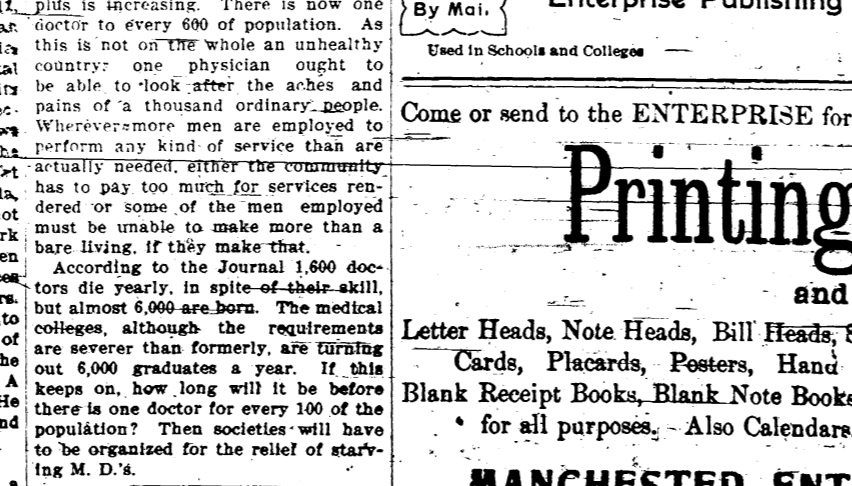 plus is increasing. There is now one
doctor to every 600 of population. As
this is not on the whole an unhealthy
country one physician ought to
be able to look after the aches and
pains of a thousand ordinary people.
Wherever more men are employed to
perform any kind of service than are
actually needed, either the community
has to pay too much for services ren-
dered or some of the men employed
must be unable to make more than a
bare living, if they make that.
According to the Journal 1,600 doc-
tors die yearly, in spite of their skill,
but almost 6,000 are born. The medical
colleges, although the requirements
are severer than formerly, are turning
out 6,000 graduates a year. If this
keeps on, how long will it be before
there is one doctor for every 100 of the
population? Then societies will have
to be organized for the relief of starv-
ing M. D.'s.
By Mai.
Enterprise Publishing
Used in Schools and Colleges
Come or send to the ENTERPRISE for
Printing
and
Letter Heads, Note Heads, Bill Heads,
Cards, Placards, Posters, Hand
Blank Receipt Books, Blank Note Books
for all purposes. Also Calendars
MANCHESTER ENT